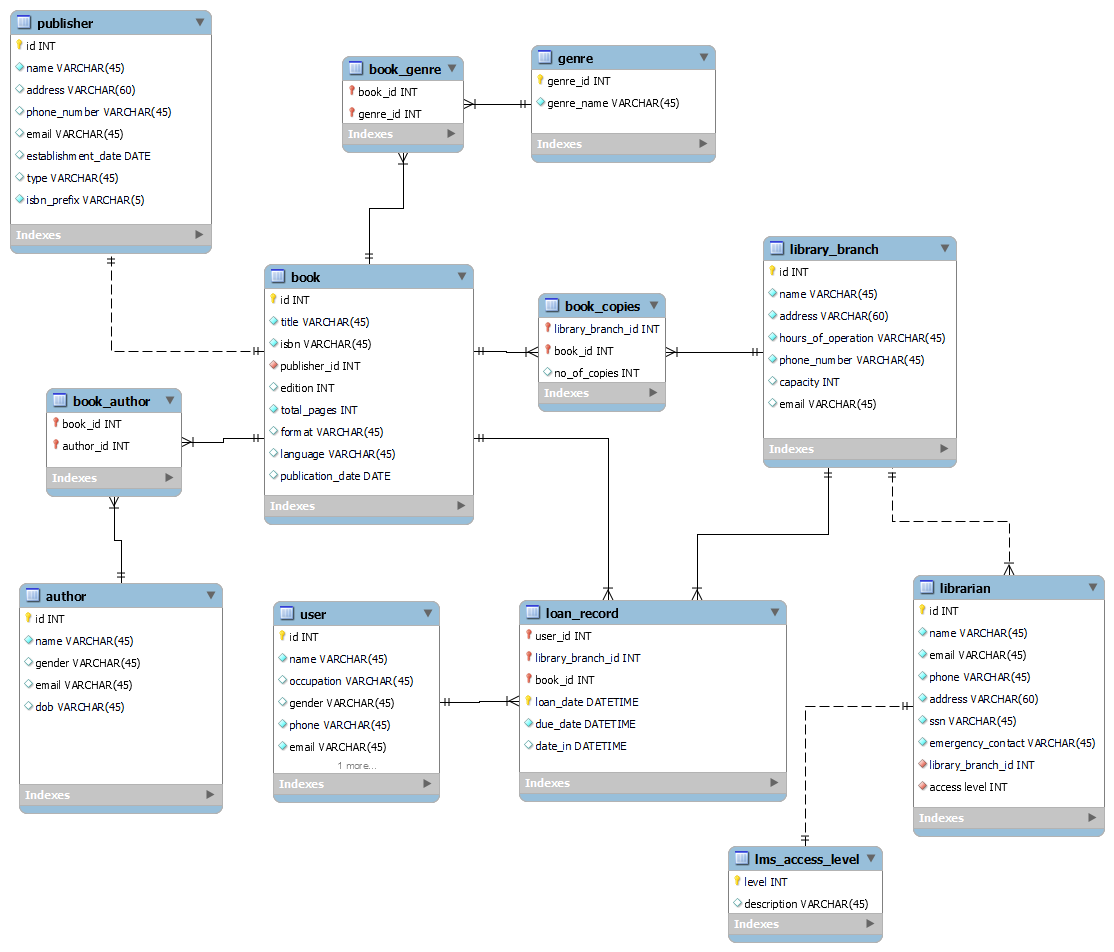 publisher
id INT
name VARCHAR(45)
address VARCHAR(60)
phone_number VARCHAR(45)
email VARCHAR(45)
establishment_date DATE
type VARCHAR(45)
isbn_prefix VARCHAR(5)
Indexes
book_genre
book_id INT
genre_id INT
Indexes
genre
genre_id INT
genre_name VARCHAR(45)
Indexes
book
id INT
title VARCHAR(45)
isbn VARCHAR(45)
publisher_id INT
edition INT
total_pages INT
format VARCHAR(45)
language VARCHAR(45)
publication_date DATE
Indexes
book_copies
library_branch_id INT
book_id INT
no_of_copies INT
Indexes
library_branch
id INT
name VARCHAR(45)
address VARCHAR(60)
hours_of_operation VARCHAR(45)
phone_number VARCHAR(45)
capacity INT
email VARCHAR(45)
Indexes
book_author
book_id INT
author_id INT
Indexes
author
id INT
name VARCHAR(45)
gender VARCHAR(45)
email VARCHAR(45)
dob VARCHAR(45)
Indexes
user
id INT
name VARCHAR(45)
occupation VARCHAR(45)
gender VARCHAR(45)
phone VARCHAR(45)
email VARCHAR(45)
1 more...
Indexes
loan_record
user_id INT
library_branch_id INT
book_id INT
loan_date DATETIME
due_date DATETIME
date_in DATETIME
Indexes
librarian
id INT
name VARCHAR(45)
email VARCHAR(45)
phone VARCHAR(45)
address VARCHAR(60)
ssn VARCHAR(45)
emergency_contact VARCHAR(45)
library_branch_id INT
access level INT
Indexes
lms_access_level
level INT
description VARCHAR(45)
Indexes